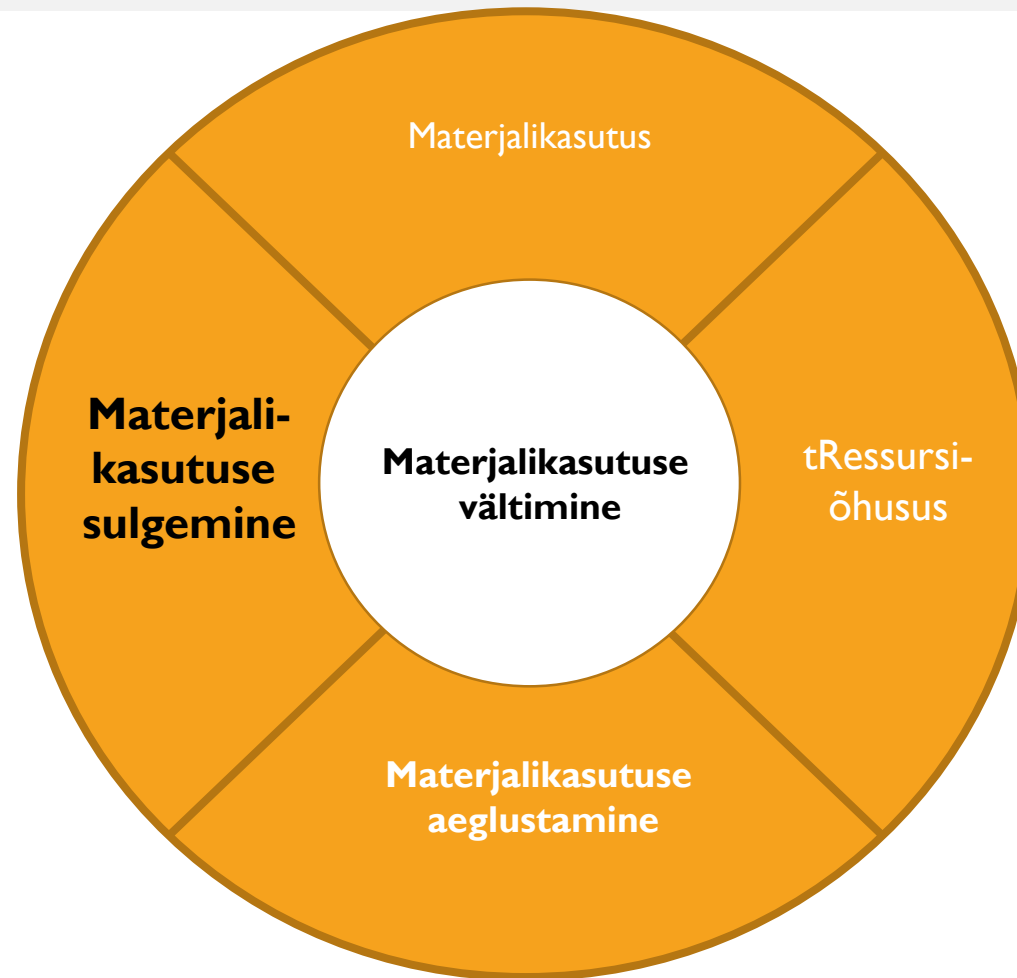 Materjalikasutus
Materjali-
kasutuse
sulgemine
Materjalikasutuse
vältimine
tRessursi-
õhusus
Materjalikasutuse
aeglustamine